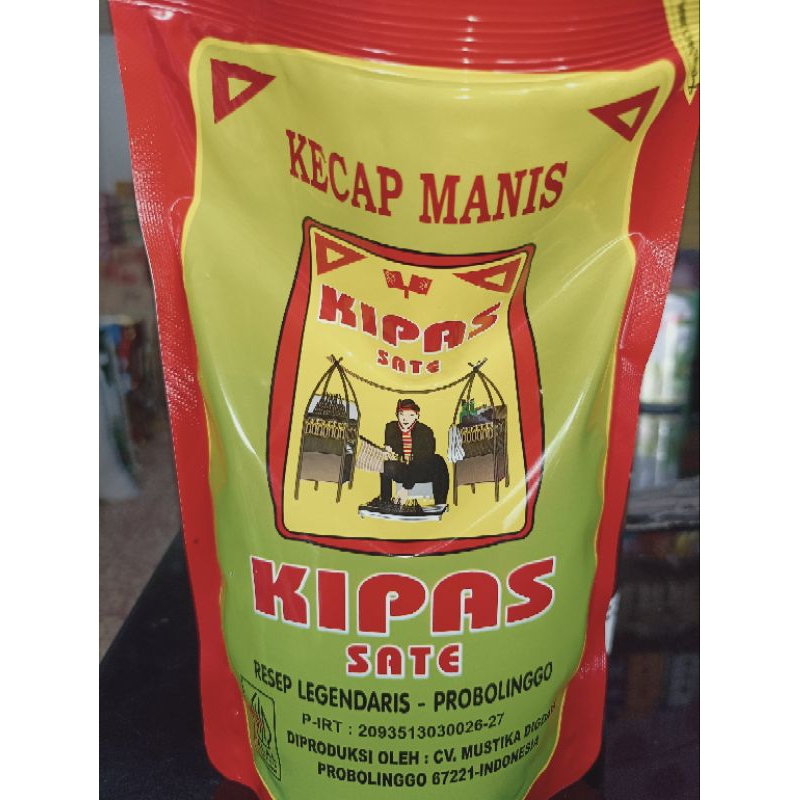 KECAP MANIS
KIPAS
SATE
KIPAS
SATE
RESEP LEGENDARIS - PROBOLINGGO
P-IRT : 2093513030026-27
DIPRODUKSI OLEH : CV. MUSTIKA
PROBOLINGGO 67221-INDONESIA